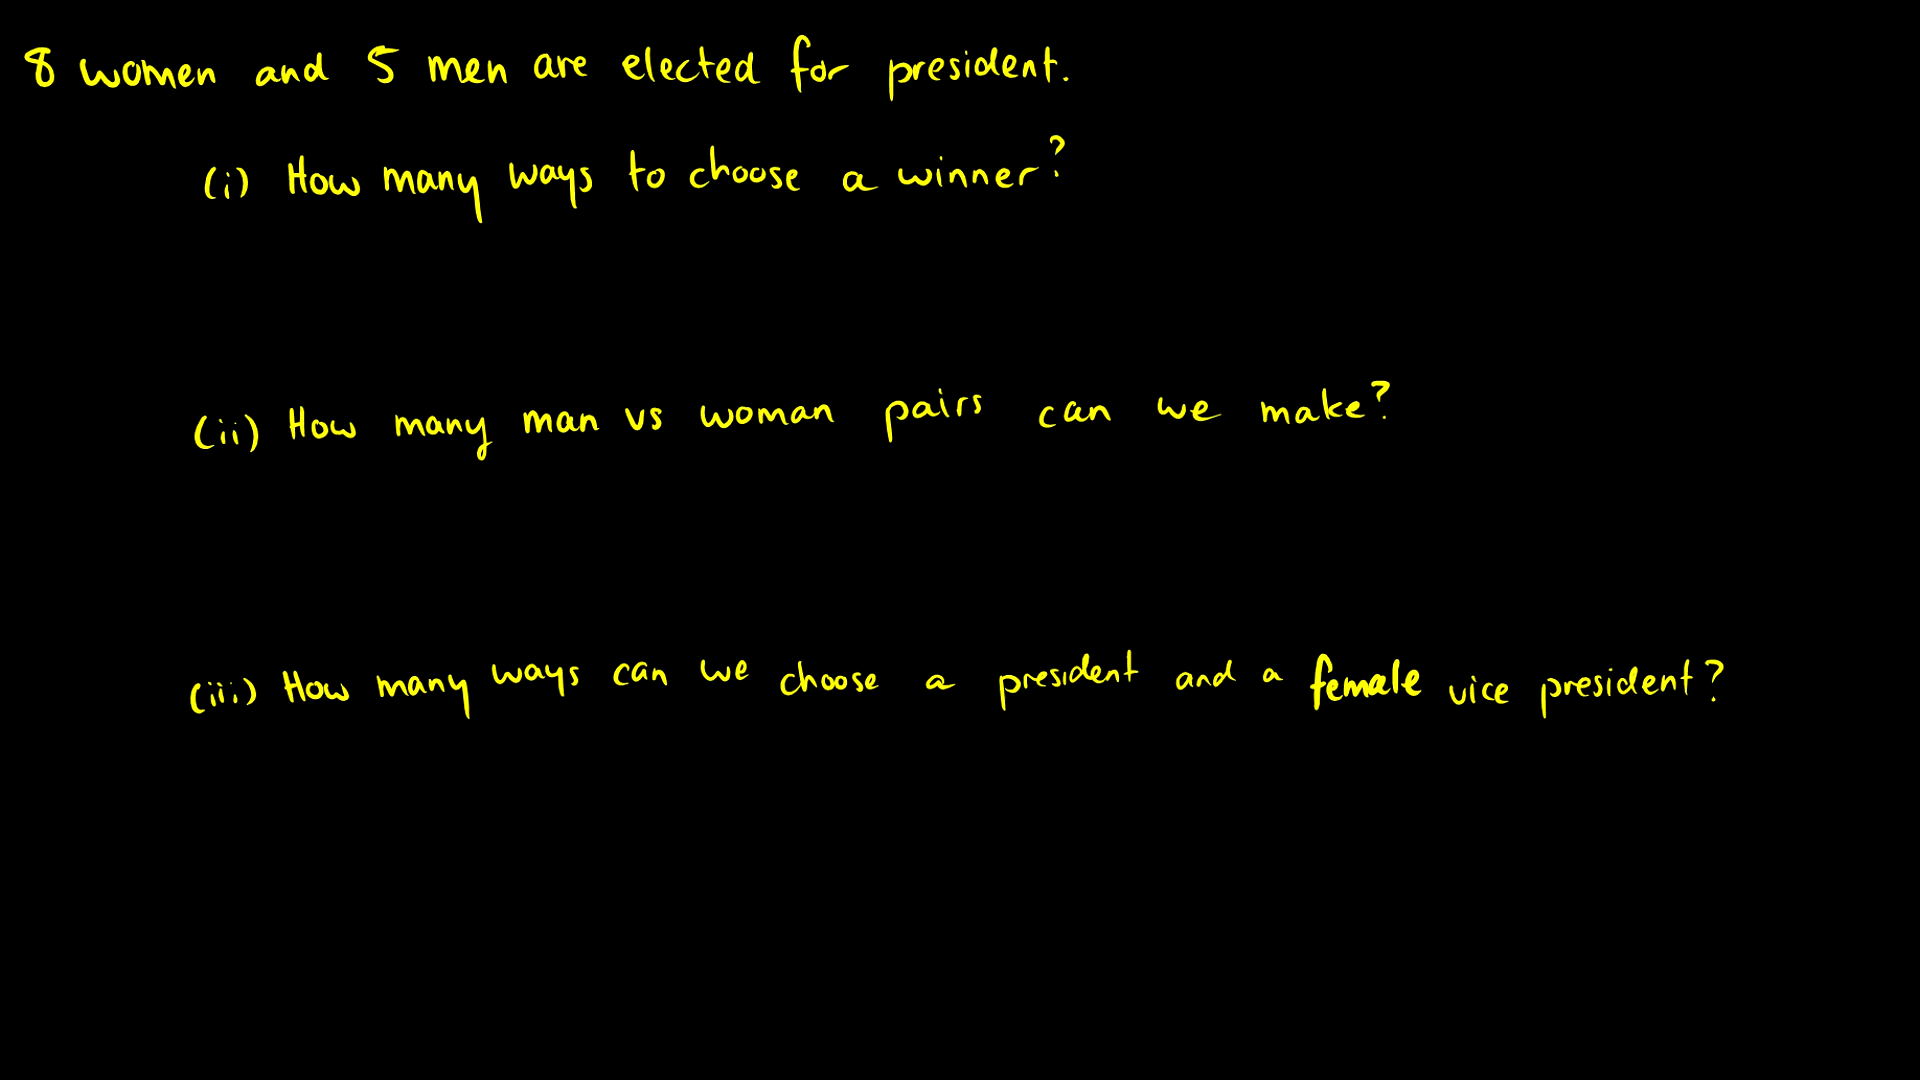 8 women and 5 men are elected for president.
(i) How many ways to choose a winner?
(ii) How many man vs woman pairs can we make?
(iii) How many ways can we choose a president and a female vice president?